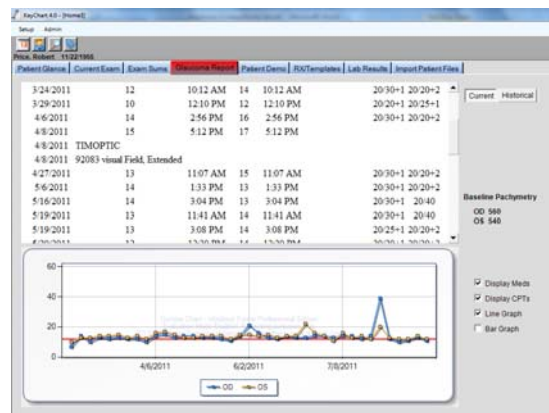 KeyChart 4.0 - [Home3]
Setup Admin
Price, Robert 11/22/1955
Patient Glance Current Exam Exam Sums Glaucoma Report Patient Demo RX/Templates Lab Results Import Patient Files
3/24/2011 12 10:12 AM 14 10:12 AM 20/30+1 20/20+2
3/29/2011 10 12:10 PM 12 12:10 PM 20/20+1 20/25+1
4/6/2011 14 2:56 PM 16 2:56 PM 20/20+1 20/20+2
4/8/2011 15 5:12 PM 17 5:12 PM
4/8/2011 TIMOPTIC
4/8/2011 92083 visual Field, Extended
4/27/2011 13 11:07 AM 15 11:07 AM 20/30+1 20/20+2
5/6/2011 14 1:33 PM 13 1:33 PM 20/30+1 20/20+2
5/16/2011 14 3:04 PM 13 3:04 PM 20/30+1 20/40
5/19/2011 13 11:41 AM 14 11:41 AM 20/30+1 20/40
5/19/2011 13 3:08 PM 14 3:08 PM 20/25+1 20/20+2
Current Historical
Baseline Pachymetry
OD 560
OS 540
Display Meds
Display CPTs
Line Graph
Bar Graph
60
40
20
0
4/6/2011 6/2/2011 7/8/2011
OD OS